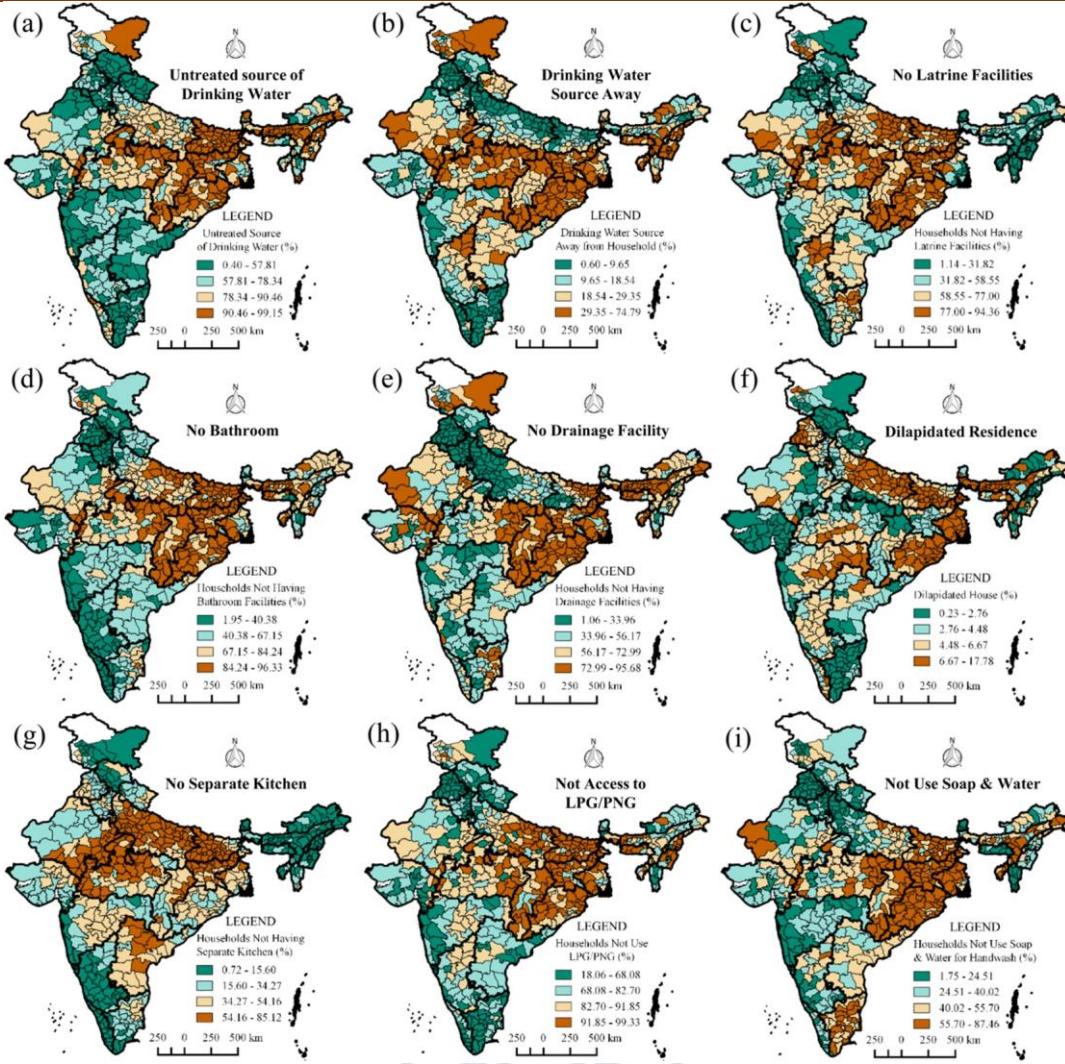 (a)
N
Untreated source of
Drinking Water
LEGEND
Untreated Source
of Drinking Water (%)
0.40 - 57.81
57.81 - 78.34
78.34 - 90.46
90.46 - 99.15
250 0 250 500 km
(b)
N
Drinking Water
Source Away
LEGEND
Drinking Water Source
Away from Household (%)
0.60 - 9.65
9.65 - 18.54
18.54 - 29.35
29.35 - 74.79
250 0 250 500 km
(c)
N
No Latrine Facilities
LEGEND
Households Not Having
Latrine Facilities (%)
1.14 - 31.82
31.82 - 58.55
58.55 - 77.00
77.00 - 94.36
250 0 250 500 km
(d)
N
No Bathroom
LEGEND
Households Not Having
Bathroom Facilities (%)
1.95 - 40.38
40.38 - 67.15
67.15 - 84.24
84.24 - 96.33
250 0 250 500 km
(e)
N
No Drainage Facility
LEGEND
Households Not Having
Drainage Facilities (%)
1.06 - 33.96
33.96 - 56.17
56.17 - 72.99
72.99 - 95.68
250 0 250 500 km
(f)
N
Dilapidated Residence
LEGEND
Dilapidated House (%)
0.23 - 2.76
2.76 - 4.48
4.48 - 6.67
6.67 - 17.78
250 0 250 500 km
(g)
N
No Separate Kitchen
LEGEND
Households Not Having
Separate Kitchen (%)
0.72 - 15.60
15.60 - 34.27
34.27 - 54.16
54.16 - 85.12
250 0 250 500 km
(h)
N
Not Access to
LPG/PNG
LEGEND
Households Not Use
LPG/PNG (%)
18.06 - 68.08
68.08 - 82.70
82.70 - 91.85
91.85 - 99.33
250 0 250 500 km
(i)
N
Not Use Soap & Water
LEGEND
Households Not Use Soap
& Water for Handwash (%)
1.75 - 24.51
24.51 - 40.02
40.02 - 55.70
55.70 - 87.46
250 0 250 500 km